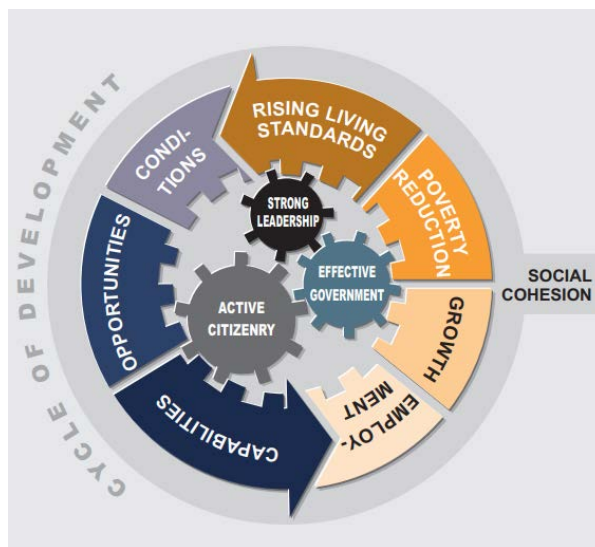 CYCLE OF DEVELOPMENT
RISING LIVING
STANDARDS
POVERTY
REDUCTION
GROWTH
EMPLOY-
MENT
CAPABILITIES
OPPORTUNITIES
CONDI-
TIONS
STRONG
LEADERSHIP
EFFECTIVE
GOVERNMENT
ACTIVE
CITIZENRY
SOCIAL
COHESION